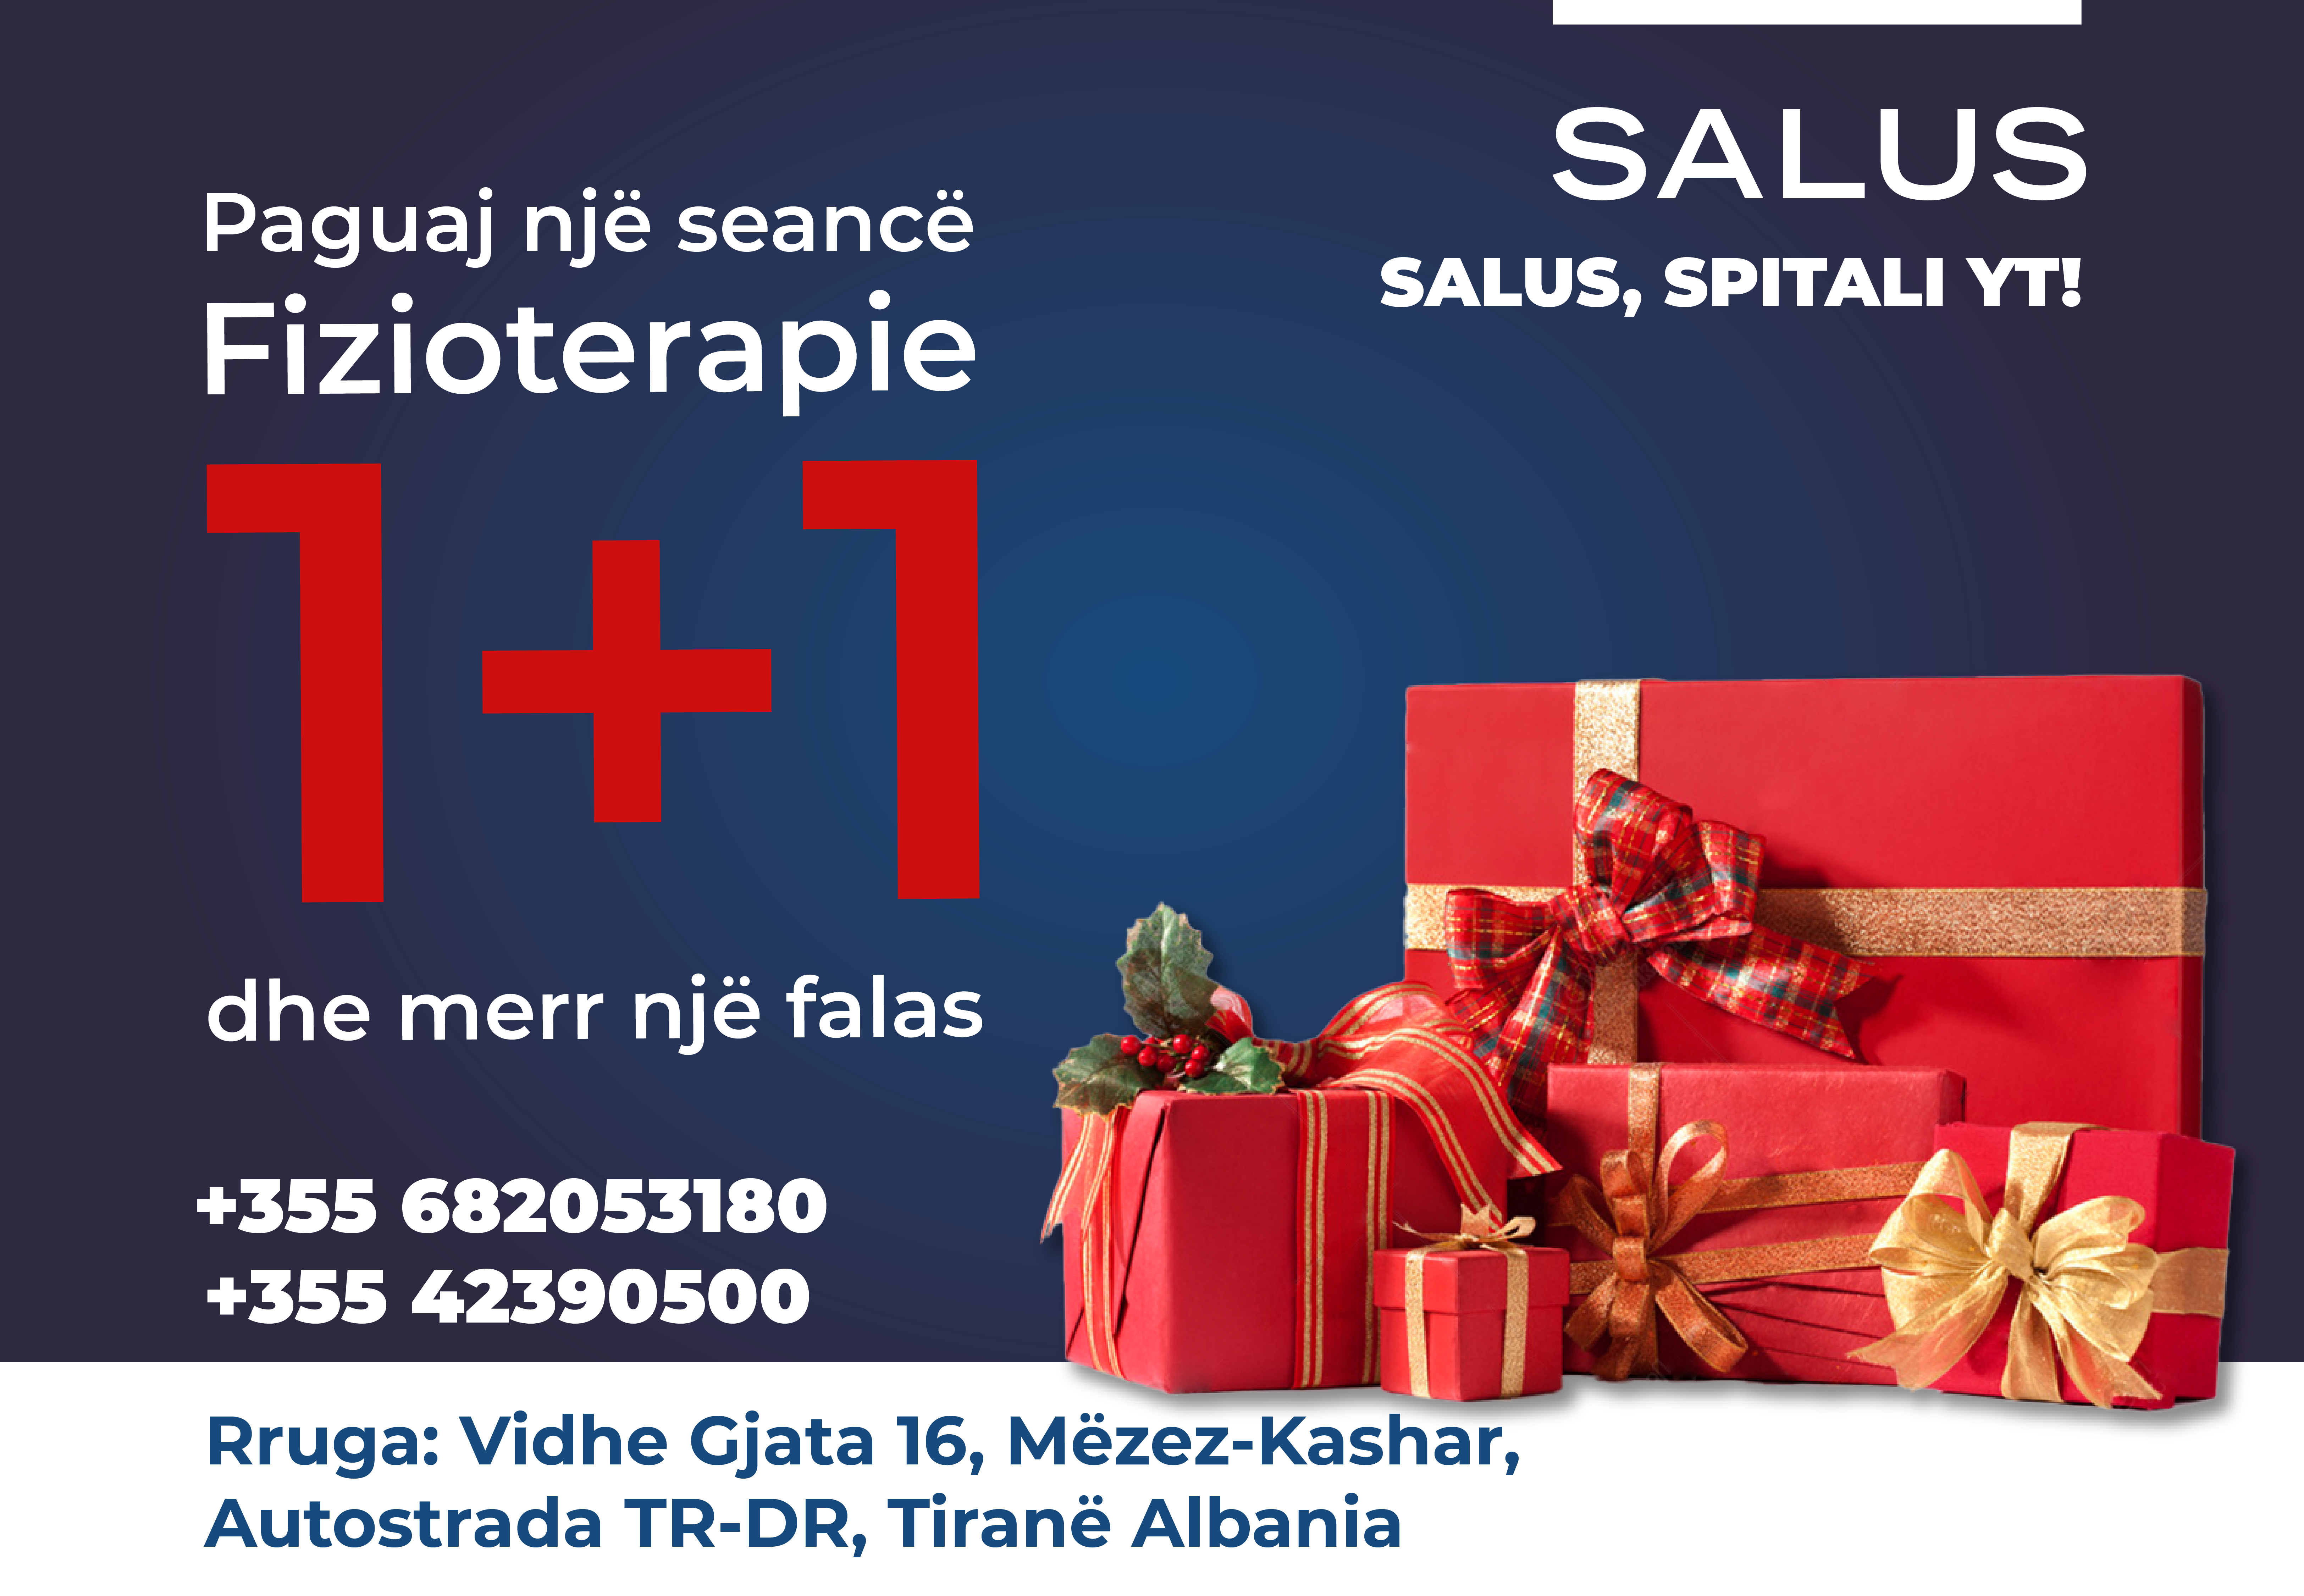 SALUS
SALUS, SPITALI YT!
Paguaj një seancë
Fizioterapie
1+1
dhe merr një falas
+355 682053180
+355 42390500
Rruga: Vidhe Gjata 16, Mëzez-Kashar,
Autostrada TR-DR, Tiranë Albania